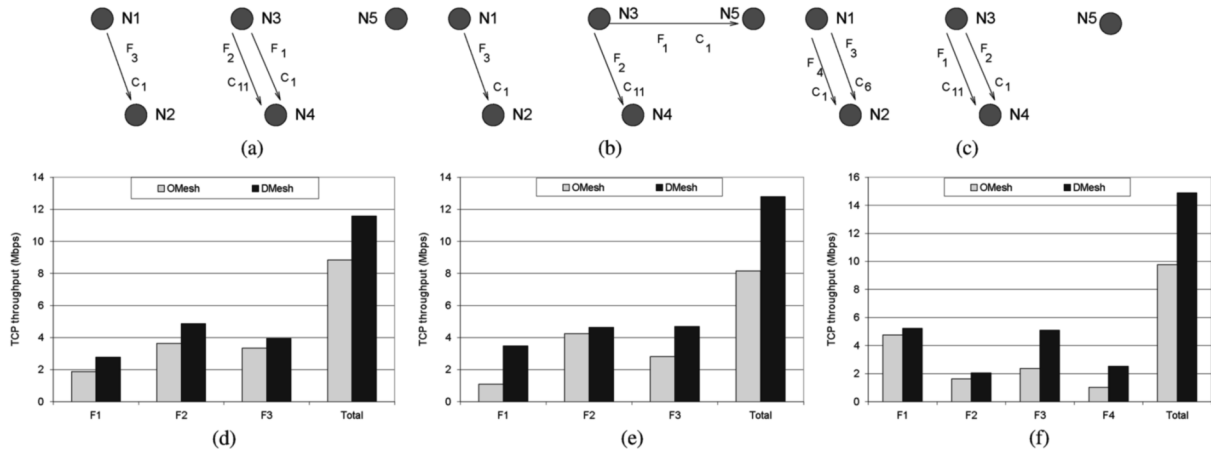 N1 N3 N5 N1 N3 N5 N1 N3 N5
F3 F2 F1 F3 F1 C1 F2 F4 F3 F1 F2
C1 C11 C1 C1 C11 C1 C6 C11 C1
N2 N4 N2 N4 N2 N4
(a) (b) (c)
OMesh DMesh
TCP throughput (Mbps)
14
12
10
8
6
4
2
0
F1 F2 F3 Total
(d)
OMesh DMesh
TCP throughput (Mbps)
14
12
10
8
6
4
2
0
F1 F2 F3 Total
(e)
OMesh DMesh
TCP throughput (Mbps)
16
14
12
10
8
6
4
2
0
F1 F2 F3 F4 Total
(f)